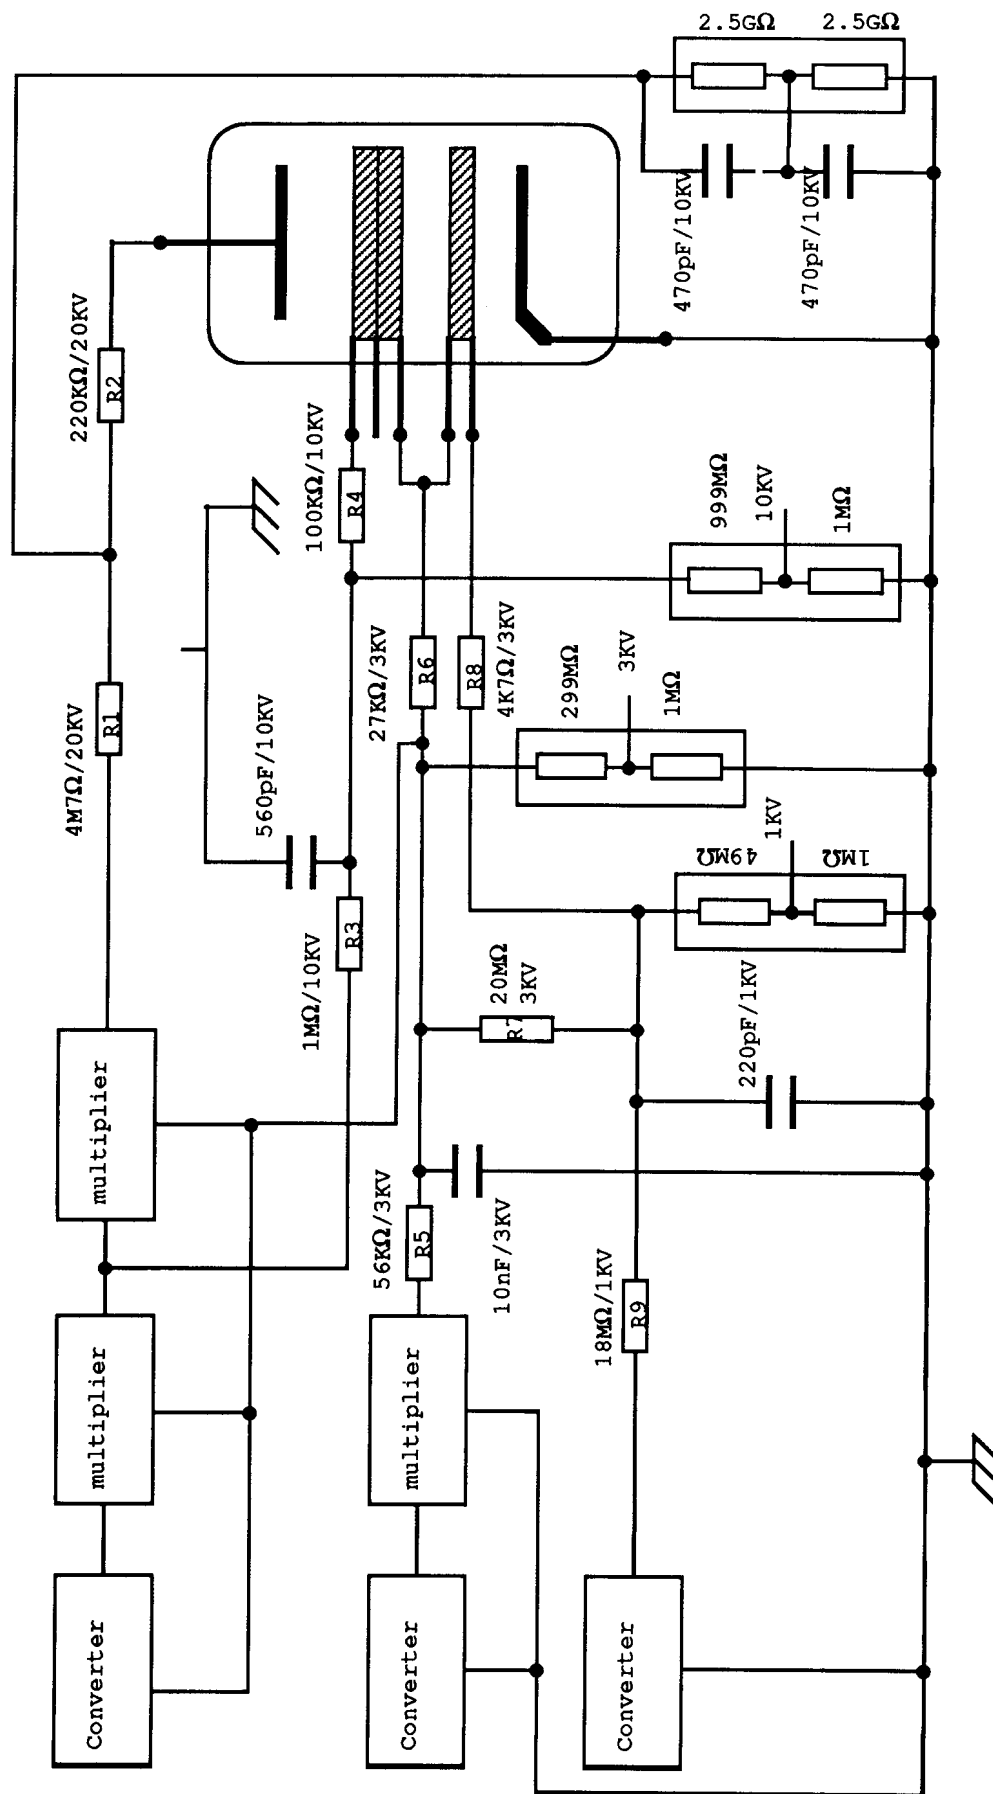 2.5GΩ
2.5GΩ
470pF/10KV
470pF/10KV
220KΩ/20KV
R2
100KΩ/10KV
R4
999MΩ
10KV
1MΩ
4M7Ω/20KV
R1
560pF/10KV
27KΩ/3KV
R6
R8
4K7Ω/3KV
299MΩ
3KV
1MΩ
1MΩ/10KV
R3
20MΩ
3KV
R7
49MΩ
1KV
1MΩ
220pF/1KV
56KΩ/3KV
R5
10nF/3KV
18MΩ/1KV
R9
multiplier
multiplier
multiplier
Converter
Converter
Converter